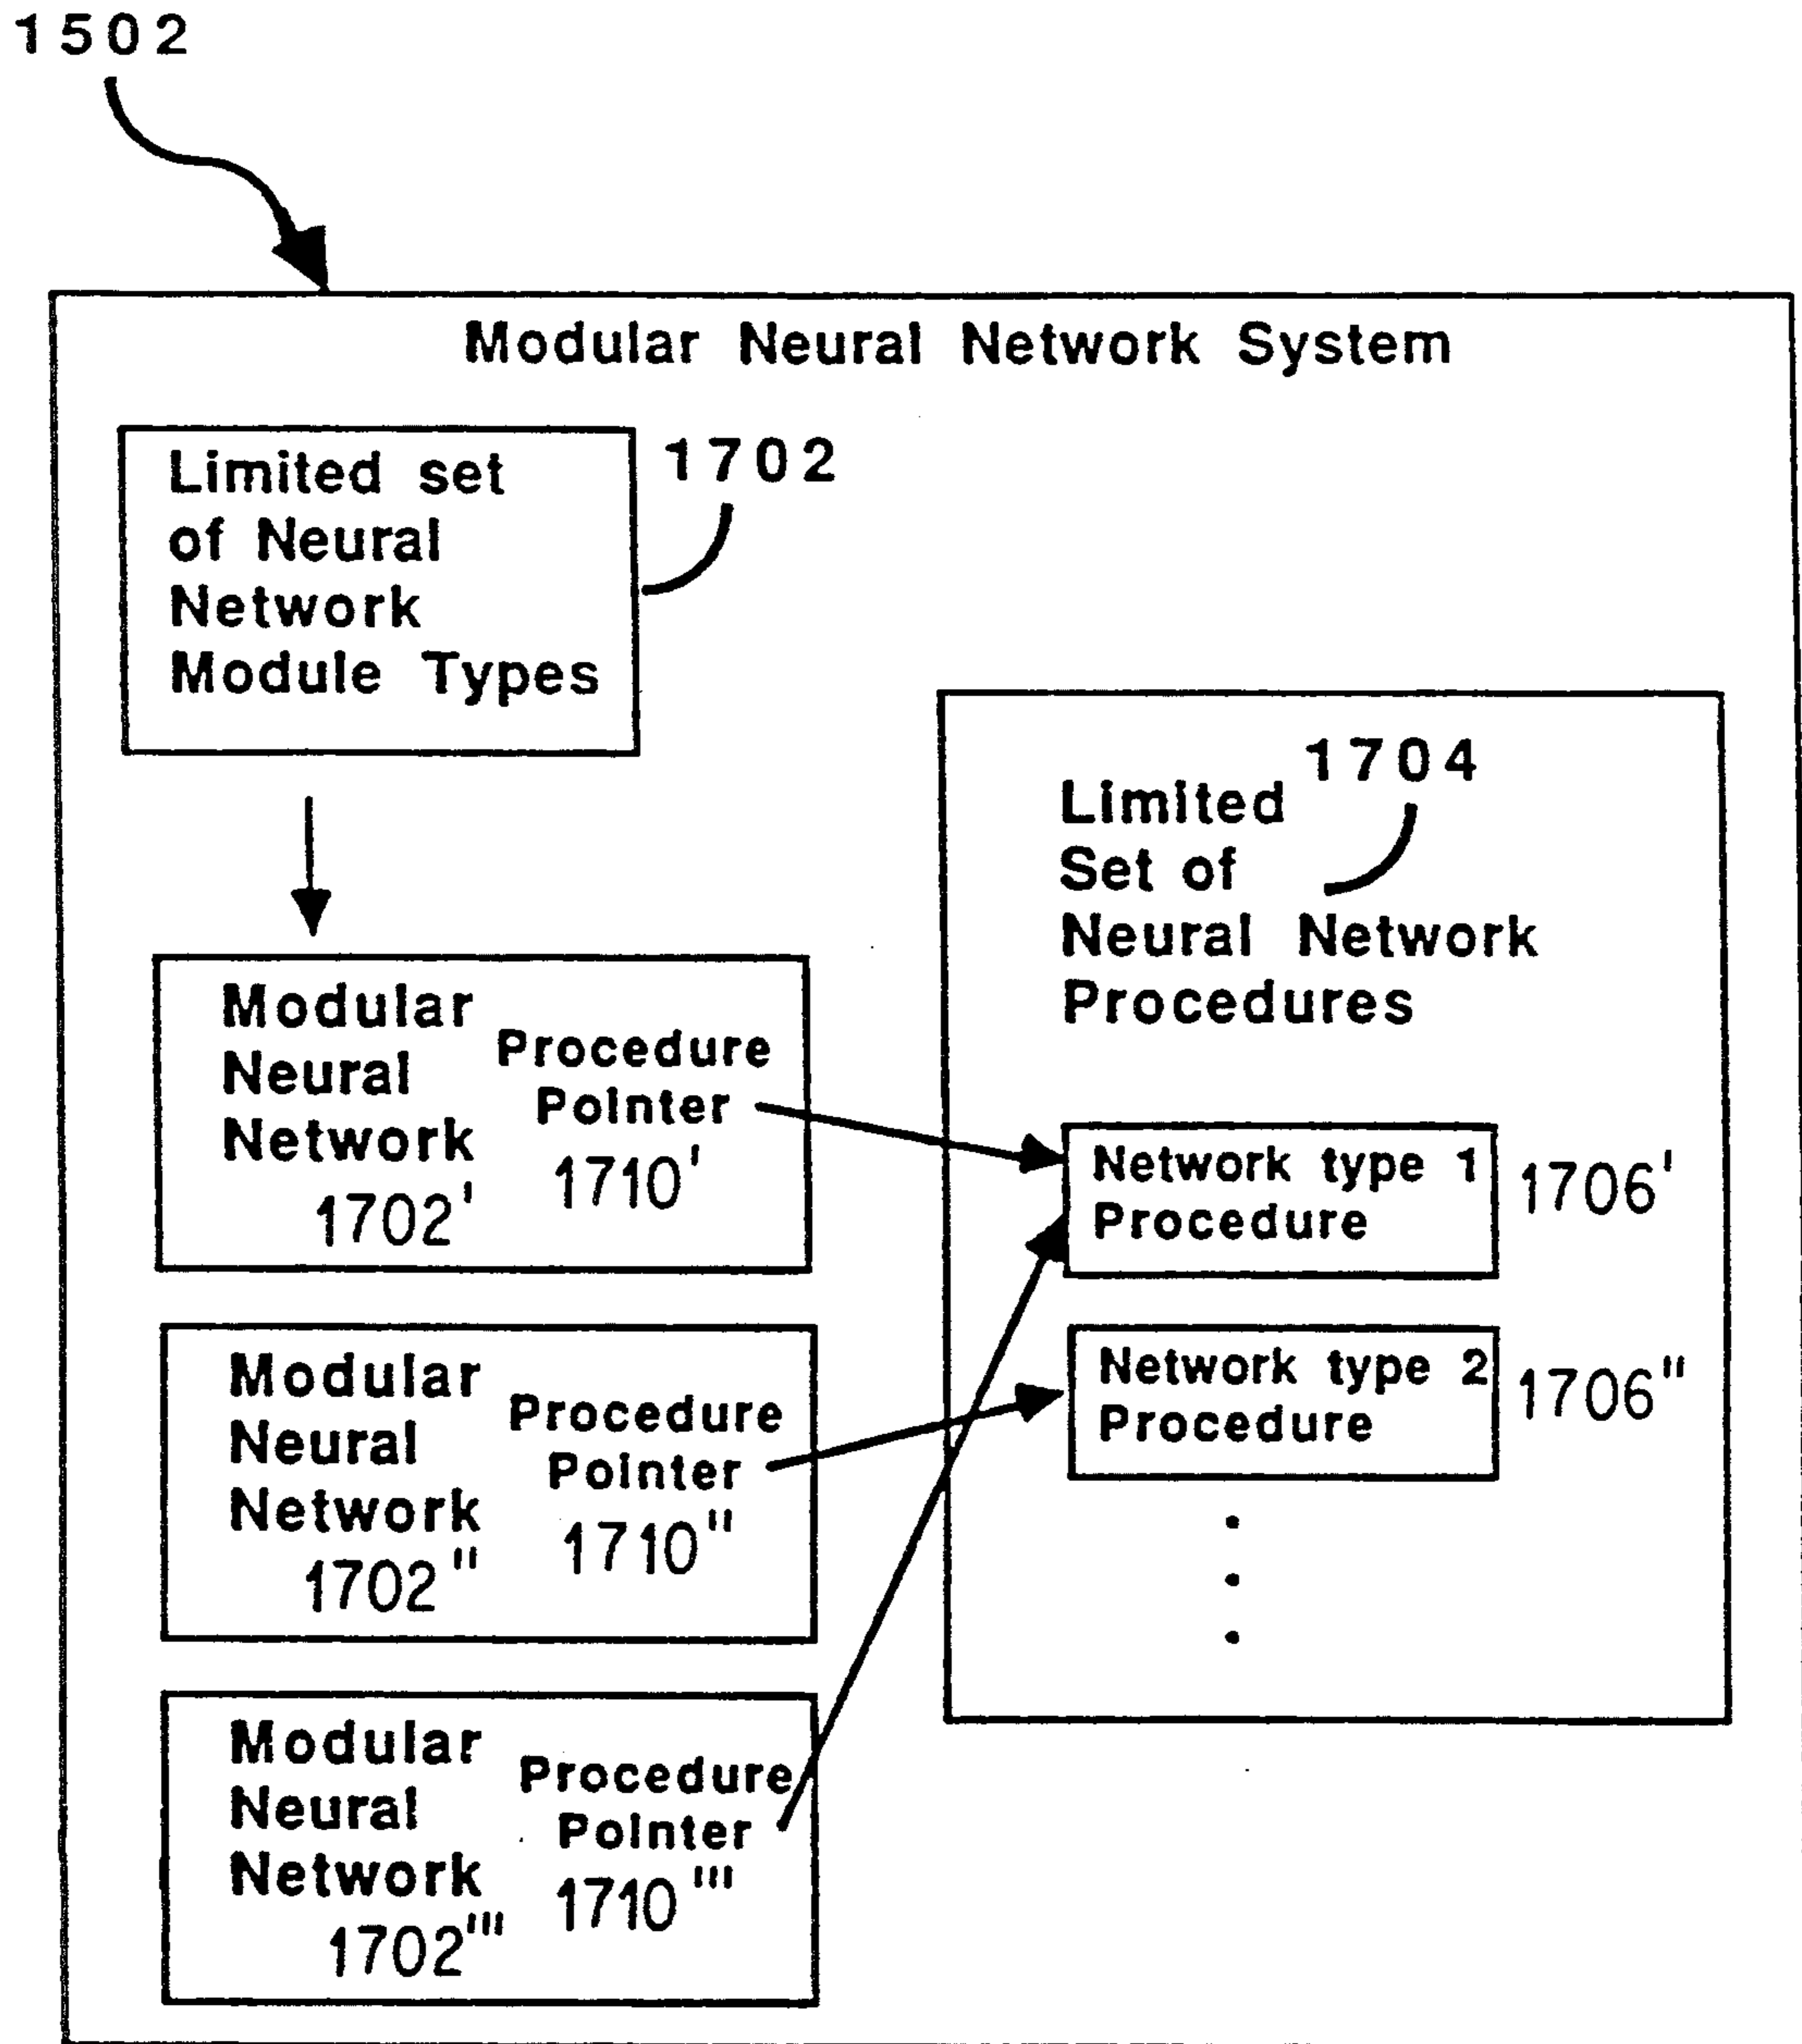 1502
Modular Neural Network System
Limited set
of Neural
Network
Module Types
1702
1704
Limited
Set of
Neural Network
Procedures
Modular
Neural
Network
1702'
Procedure
Pointer
1710'
Network type 1
Procedure
1706'
Modular
Neural
Network
1702"
Procedure
Pointer
1710"
Network type 2
Procedure
1706"
Modular
Neural
Network
1702'"
Procedure
Pointer
1710'"